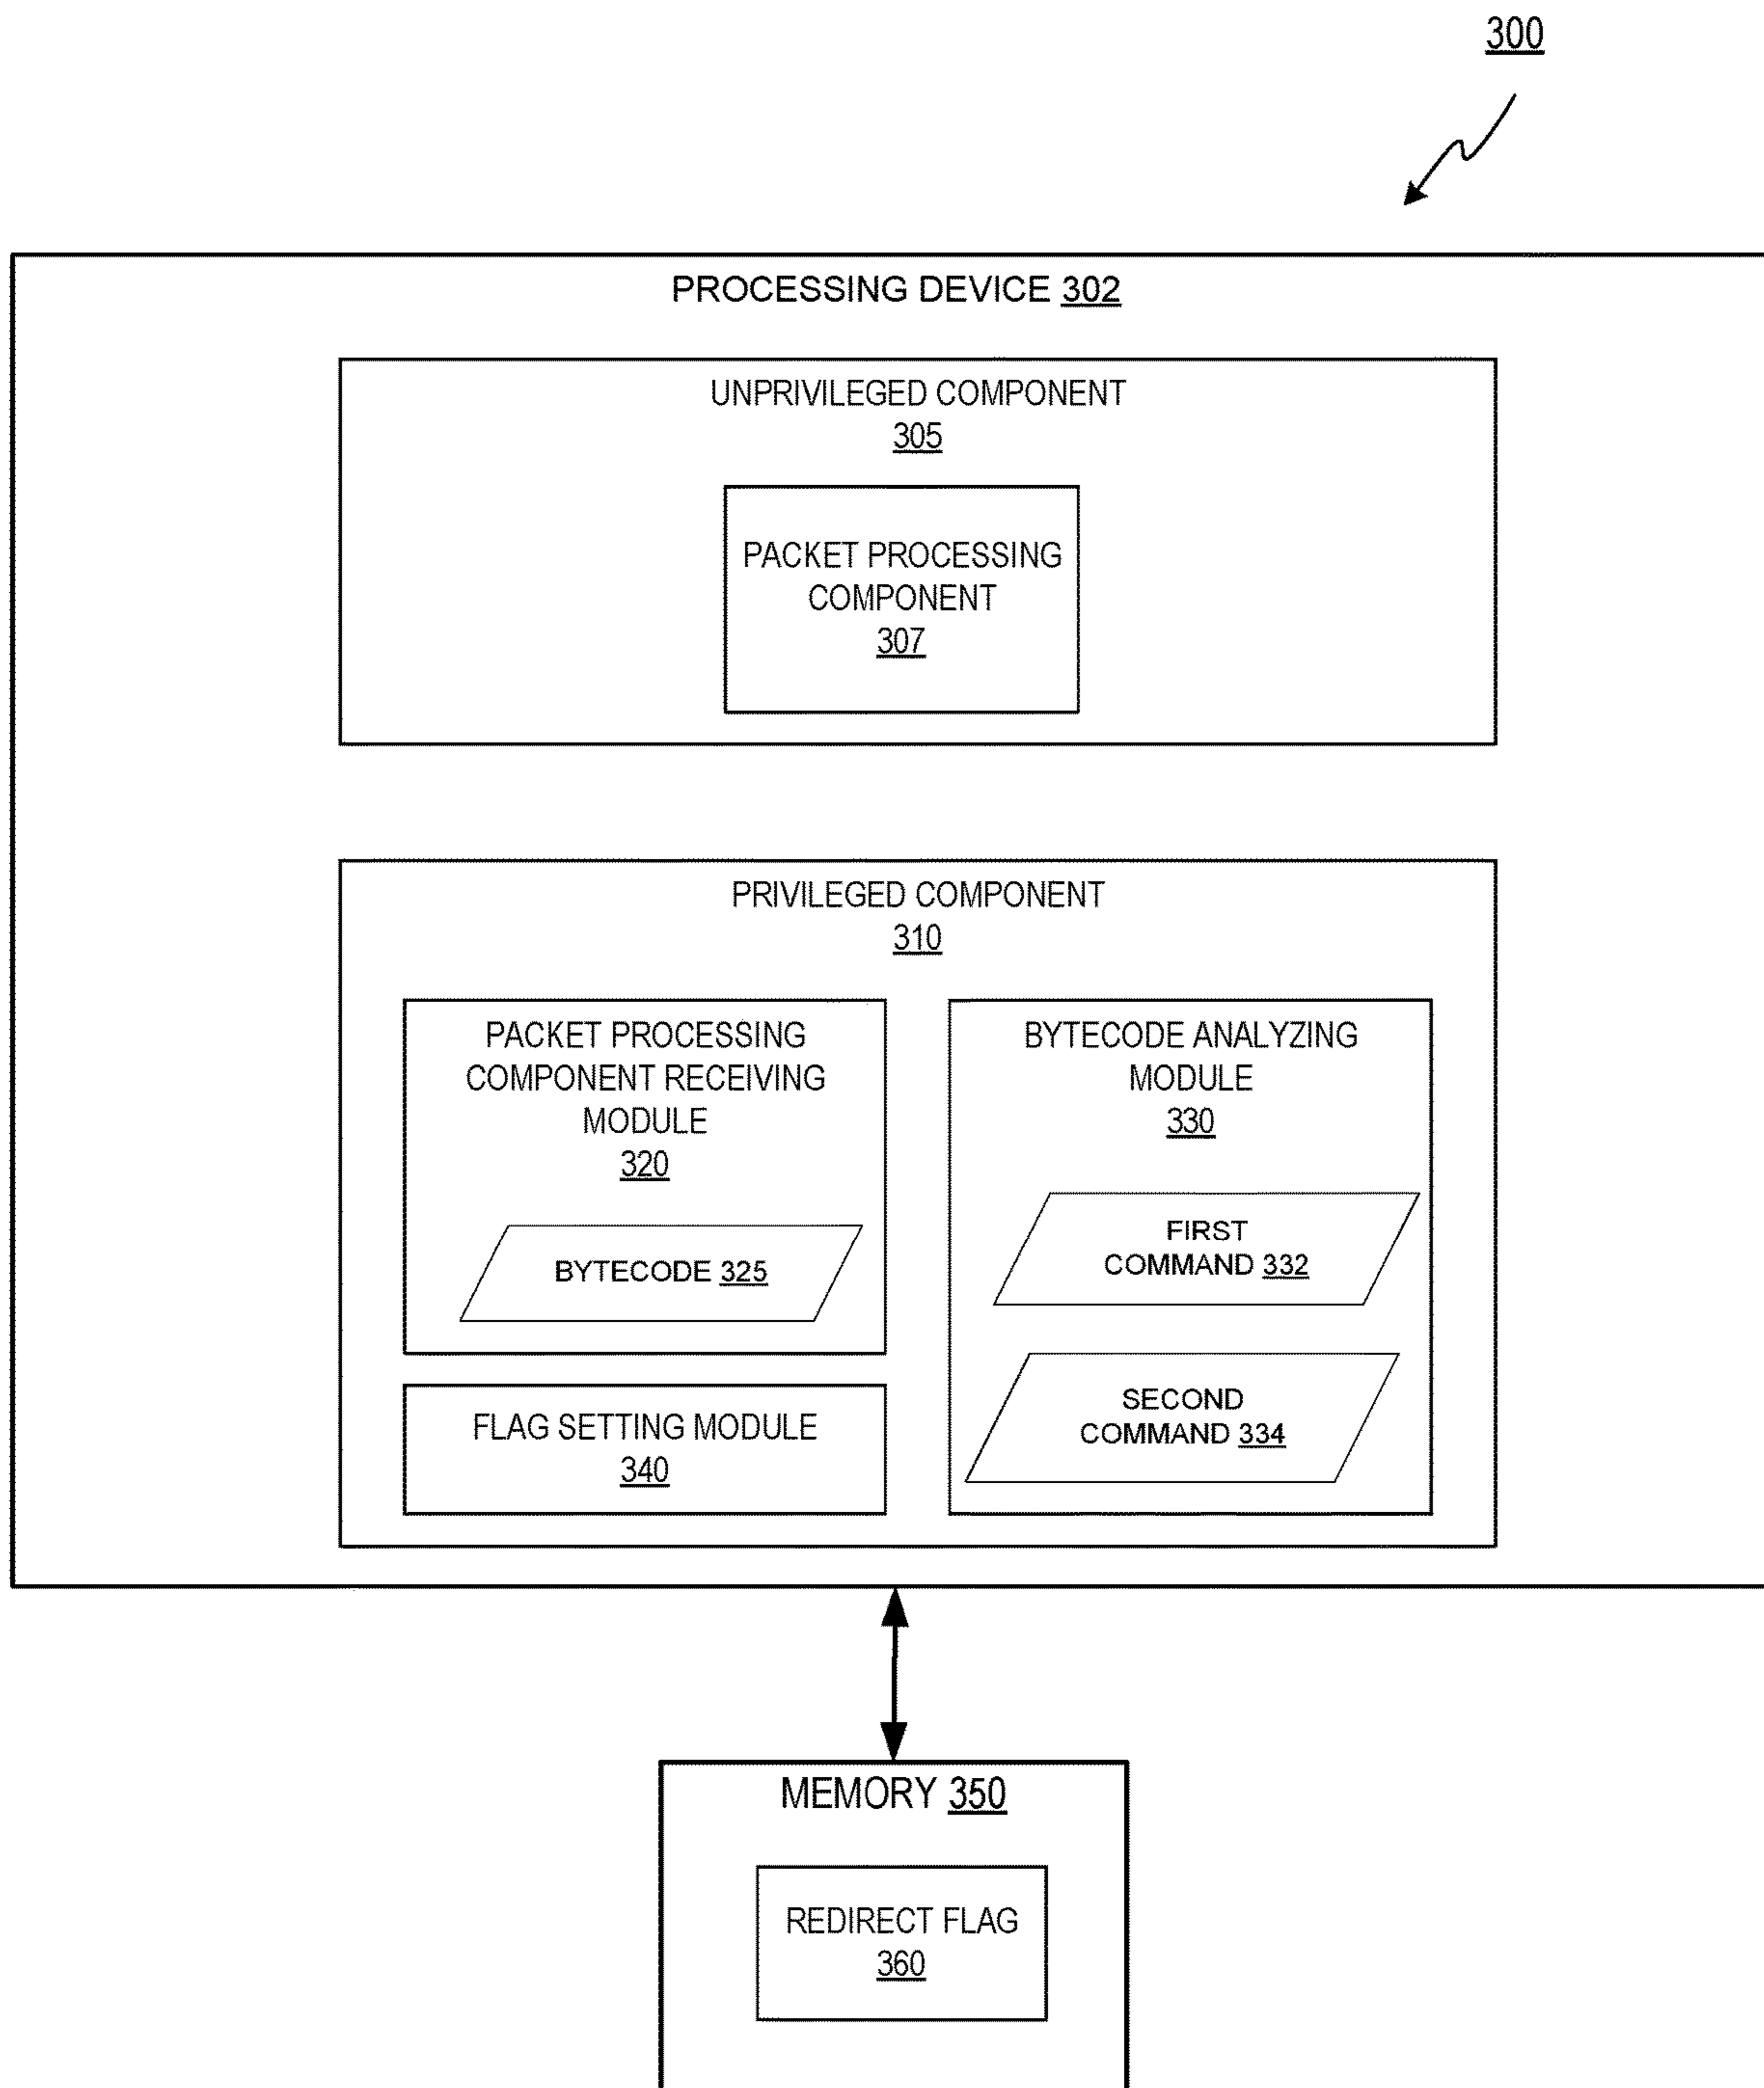 300
PROCESSING DEVICE 302
UNPRIVILEGED COMPONENT
305
PACKET PROCESSING
COMPONENT
307
PRIVILEGED COMPONENT
310
PACKET PROCESSING
COMPONENT RECEIVING
MODULE
320
BYTECODE 325
FLAG SETTING MODULE
340
BYTECODE ANALYZING
MODULE
330
FIRST
COMMAND 332
SECOND
COMMAND 334
MEMORY 350
REDIRECT FLAG
360